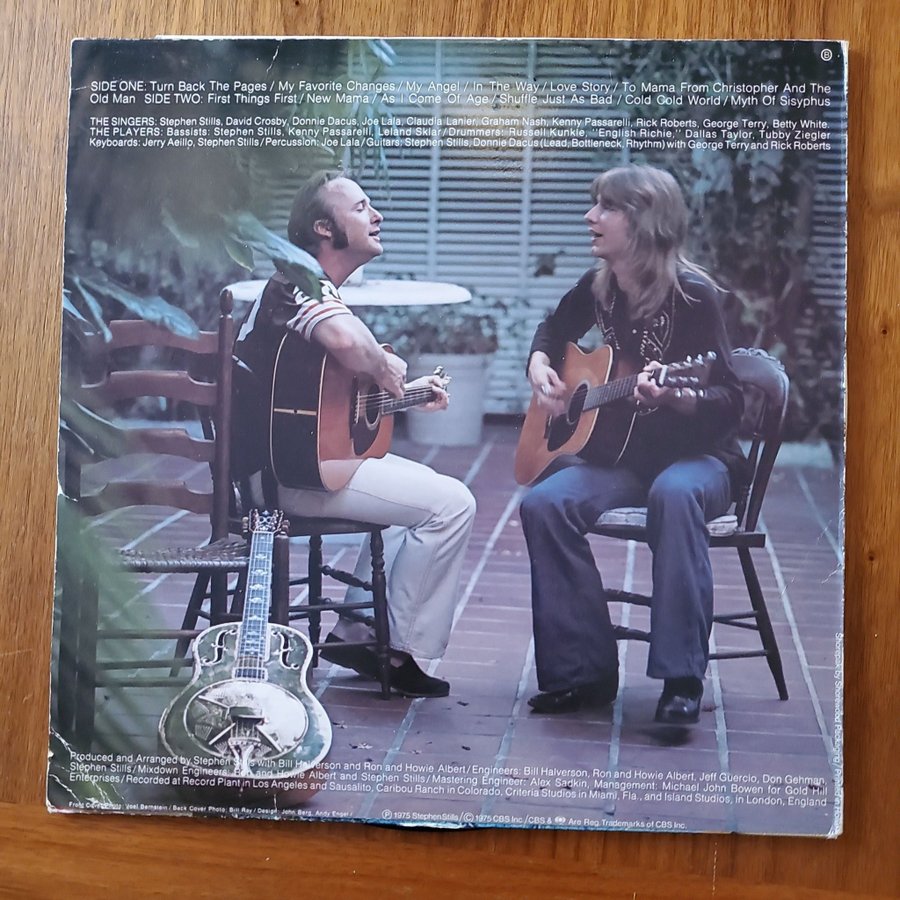 B
SIDE ONE: Turn Back The Pages / My Favorite Changes / My Angel / In The Way / Love Story / To Mama From Christopher And The
Old Man SIDE TWO: First Things First / New Mama / As I Come Of Age / Shuffle Just As Bad / Cold Cold World / Myth Of Sisyphus
THE SINGERS: Stephen Stills, David Crosby, Donnie Dacus, Joe Lala, Claudia Lanier, Graham Nash, Kenny Passarelli, Rick Roberts, George Terry, Betty White.
THE PLAYERS: Bassists: Stephen Stills, Kenny Passarelli, Leland Sklar / Drummers: Russell Kunkle, "English Richie," Dallas Taylor, Tubby Ziegler
Keyboards: Jerry Aeillo, Stephen Stills / Percussion: Joe Lala / Guitars: Stephen Stills, Donnie Dacus (Lead, Bottleneck, Rhythm) with George Terry and Rick Roberts
Produced and Arranged by Stephen Stills with Bill Halverson and Ron and Howie Albert / Engineers: Bill Halverson, Ron and Howie Albert, Jeff Guercio, Don Gehman,
Stephen Stills / Mixdown Engineers: Ron and Howie Albert and Stephen Stills / Mastering Engineer: Alex Sadkin, Management: Michael John Bowen for Gold Hill
Enterprises / Recorded at Record Plant in Los Angeles and Sausalito, Caribou Ranch in Colorado, Criteria Studios in Miami, Fla., and Island Studios, in London, England
Front Cover Photo: Joel Bernstein / Back Cover Photo: Bill Ray / Design: John Berg, Andy Engel /
Ⓟ 1975 Stephen Stills / © 1975 CBS Inc. / CBS & Are Reg. Trademarks of CBS Inc.
Shorepak by Shorewood Packaging Printed in